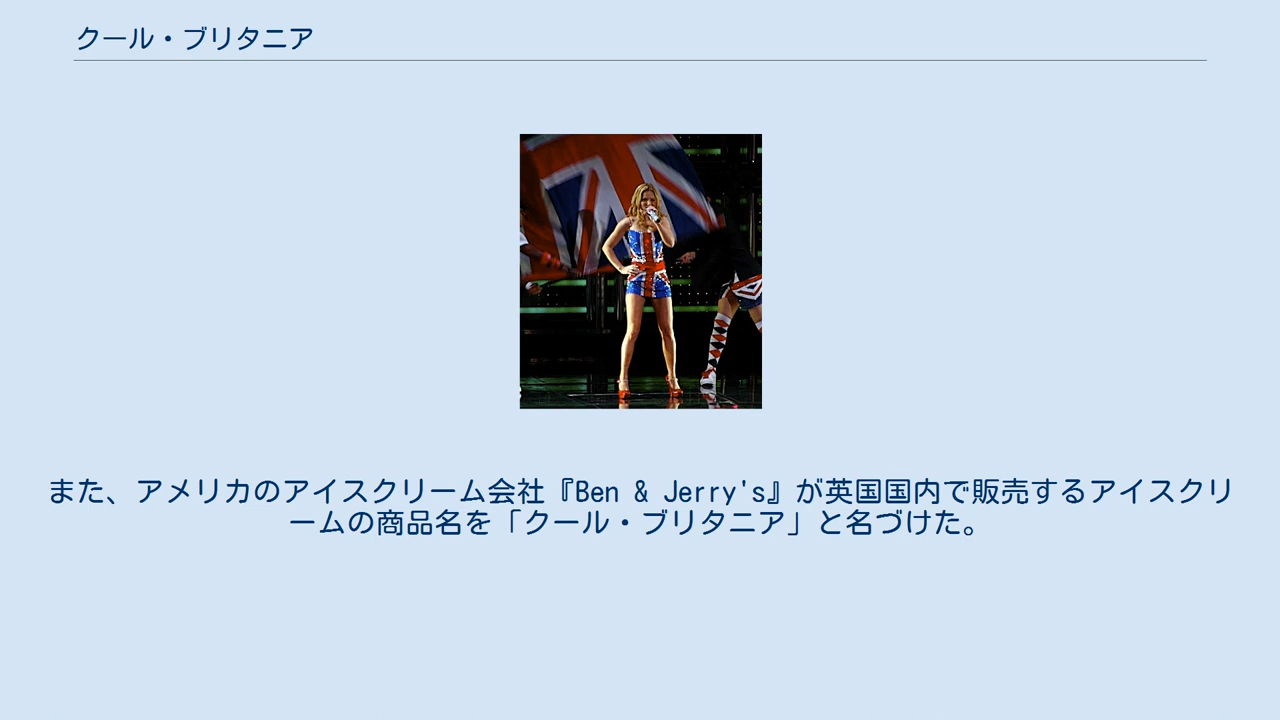 クール・ブリタニア
また、アメリカのアイスクリーム会社『Ben & Jerry's』が英国国内で販売するアイスクリ
ームの商品名を「クール・ブリタニア」と名づけた。